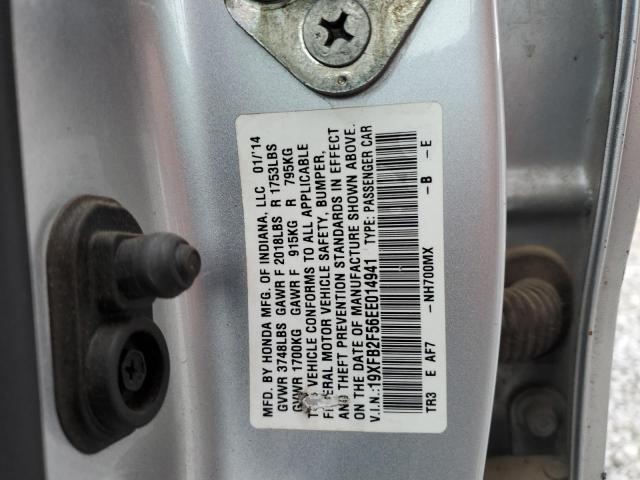 MFD. BY HONDA MFG. OF INDIANA, LLC 01/'14
GVWR 3748LBS GAWR F 2018LBS R 1753LBS
GVWR 1700KG GAWR F 915KG R 795KG
VEHICLE CONFORMS TO ALL APPLICABLE
FEDERAL MOTOR VEHICLE SAFETY, BUMPER,
AND THEFT PREVENTION STANDARDS IN EFFECT
ON THE DATE OF MANUFACTURE SHOWN ABOVE.
V.I.N.:19XFB2F56EE014941 TYPE: PASSENGER CAR
TR3 E AF7 -NH700MX -B -E